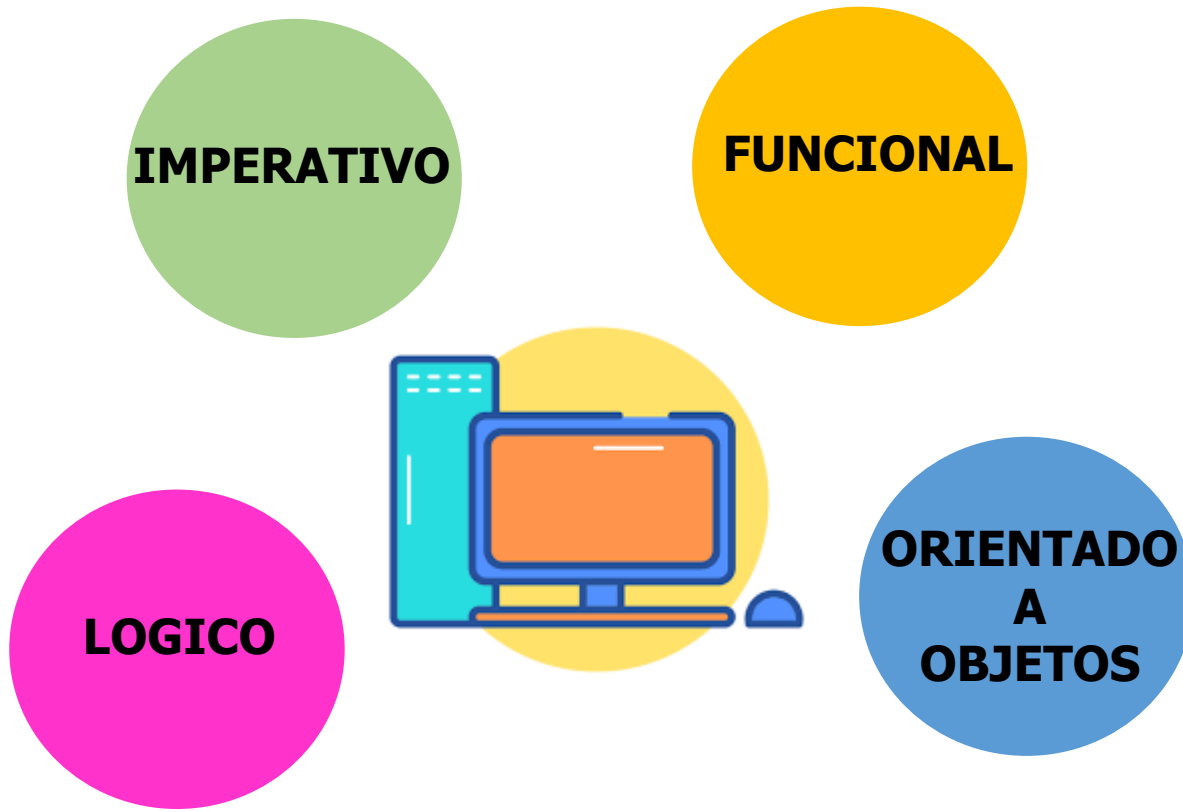 IMPERATIVO
FUNCIONAL
LOGICO
ORIENTADO
A
OBJETOS